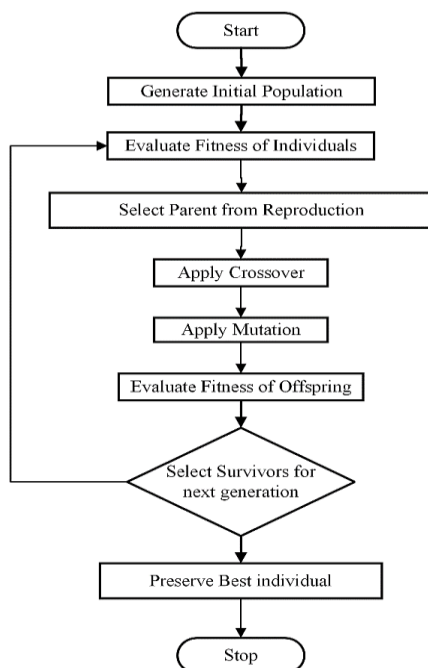 Start
Generate Initial Population
Evaluate Fitness of Individuals
Select Parent from Reproduction
Apply Crossover
Apply Mutation
Evaluate Fitness of Offspring
Select Survivors for
next generation
Preserve Best individual
Stop